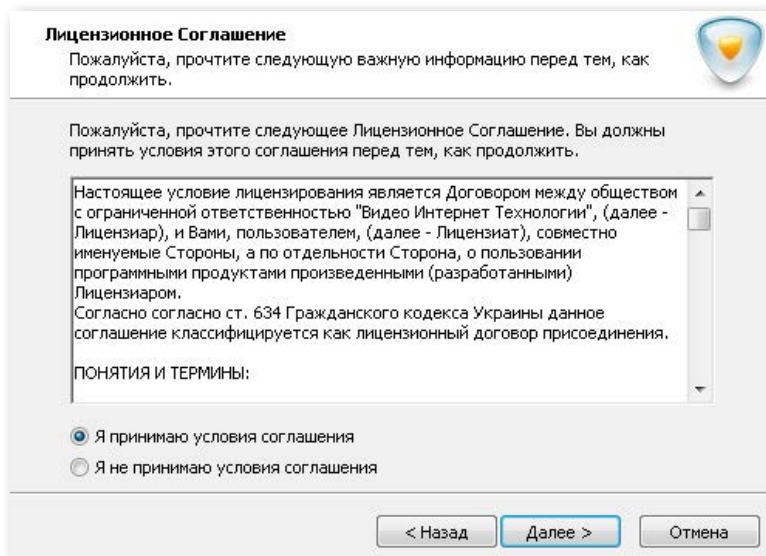 Лицензионное Соглашение
Пожалуйста, прочтите следующую важную информацию перед тем, как
продолжить.
Пожалуйста, прочтите следующее Лицензионное Соглашение. Вы должны
принять условия этого соглашения перед тем, как продолжить.
Настоящее условие лицензирования является Договором между обществом
с ограниченной ответственностью "Видео Интернет Технологии", (далее -
Лицензиар), и Вами, пользователем, (далее - Лицензиат), совместно
именуемые Стороны, а по отдельности Сторона, о пользовании
программными продуктами произведенными (разработанными)
Лицензиаром.
Согласно согласно ст. 634 Гражданского кодекса Украины данное
соглашение классифицируется как лицензионный договор присоединения.
ПОНЯТИЯ И ТЕРМИНЫ:
Я принимаю условия соглашения
Я не принимаю условия соглашения
< Назад Далее > Отмена